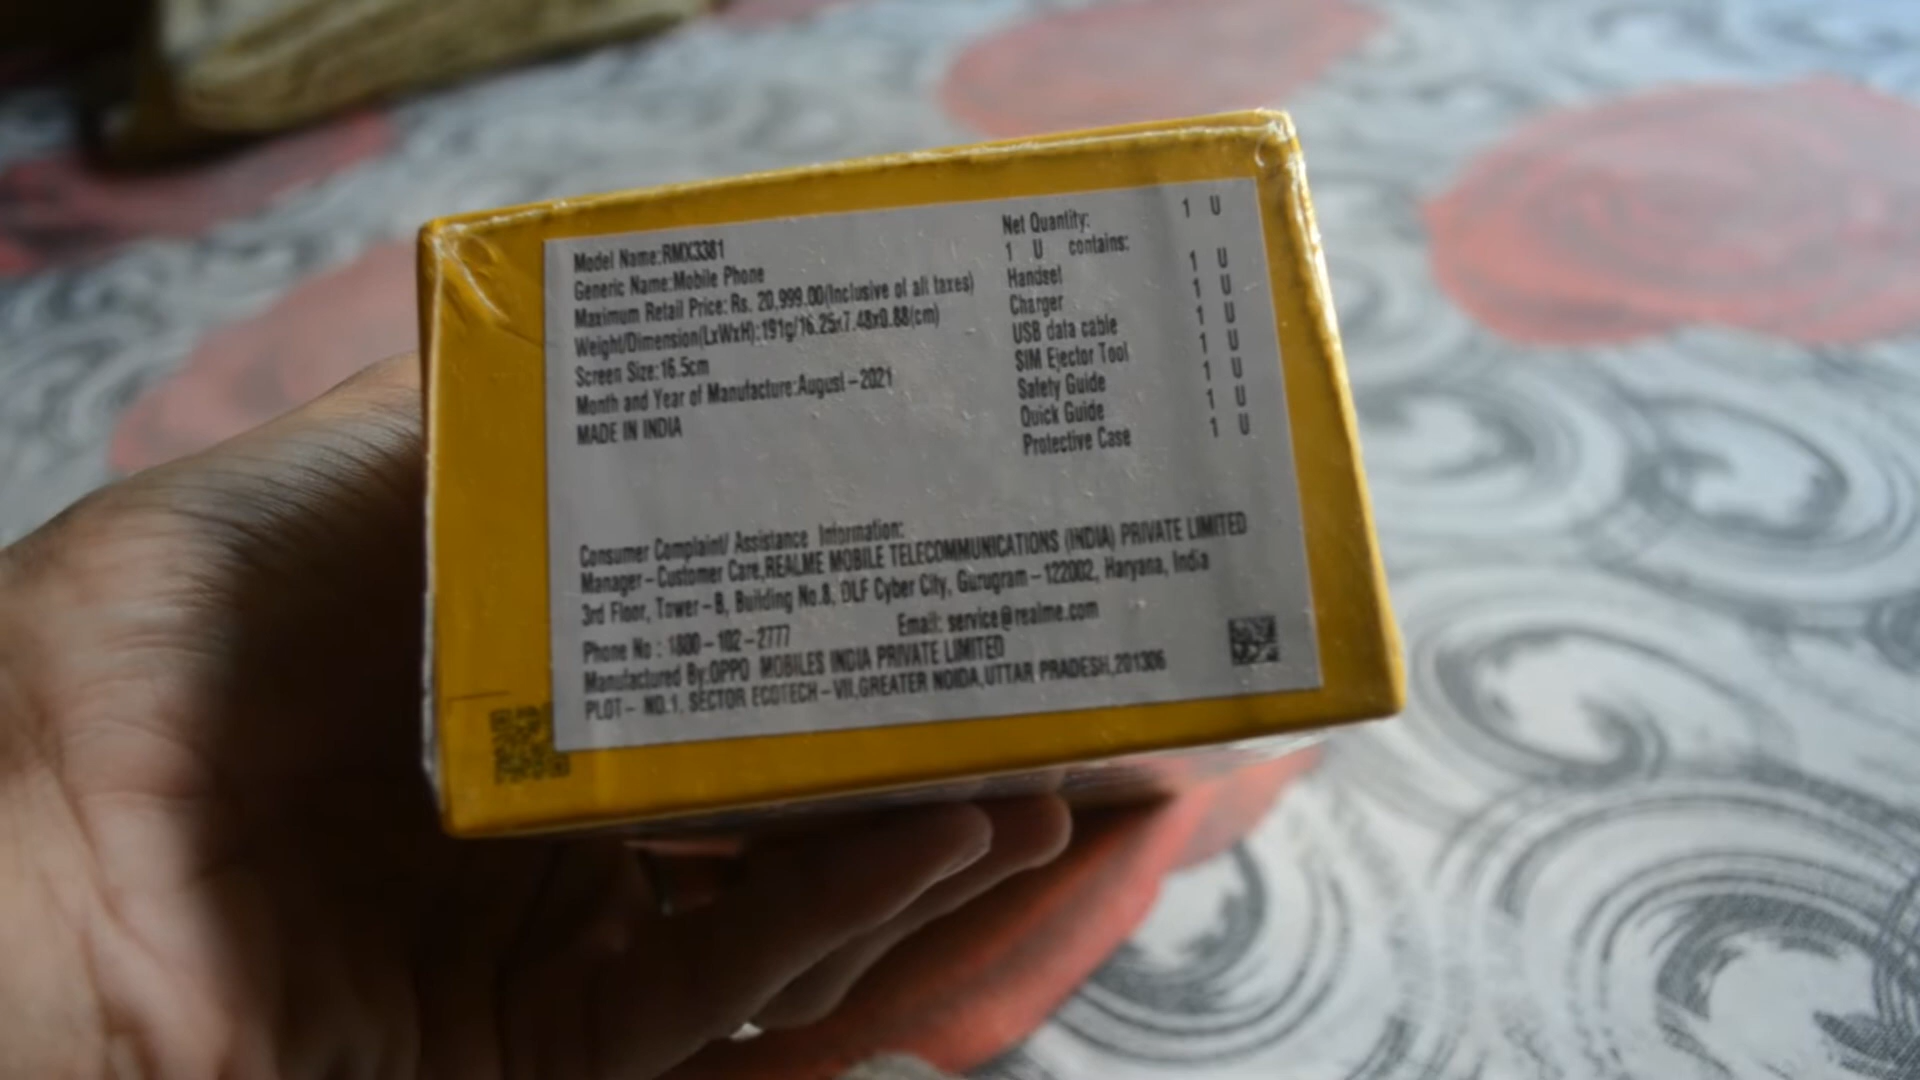 Model Name:RMX3381
Generic Name:Mobile Phone
Maximum Retail Price: Rs. 20,999.00(Inclusive of all taxes)
Weight/Dimension(LxWxH):191g/16.25x7.48x0.88(cm)
Screen Size:16.5cm
Month and Year of Manufacture:August-2021
MADE IN INDIA
Net Quantity: 1 U
1 U contains:
Handset 1 U
Charger 1 U
USB data cable 1 U
SIM Ejector Tool 1 U
Safety Guide 1 U
Quick Guide 1 U
Protective Case 1 U
Consumer Complaint/ Assistance Information:
Manager-Customer Care,REALME MOBILE TELECOMMUNICATIONS (INDIA) PRIVATE LIMITED
3rd Floor, Tower-B, Building No.8, DLF Cyber City, Gurugram-122002, Haryana, India
Phone No : 1800-102-2777 Email: service@realme.com
Manufactured By:OPPO MOBILES INDIA PRIVATE LIMITED
PLOT- NO.1, SECTOR ECOTECH-VII,GREATER NOIDA,UTTAR PRADESH,201306